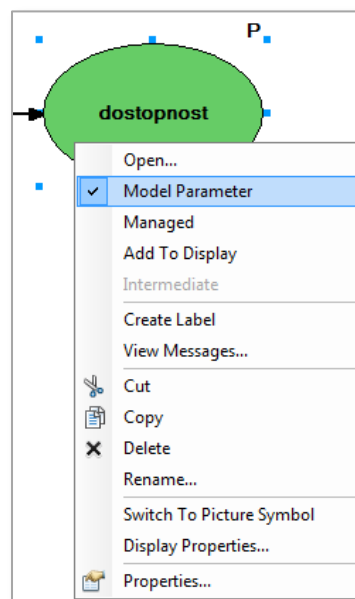 P
dostopnost
Open...
Model Parameter
Managed
Add To Display
Intermediate
Create Label
View Messages...
Cut
Copy
Delete
Rename...
Switch To Picture Symbol
Display Properties...
Properties...